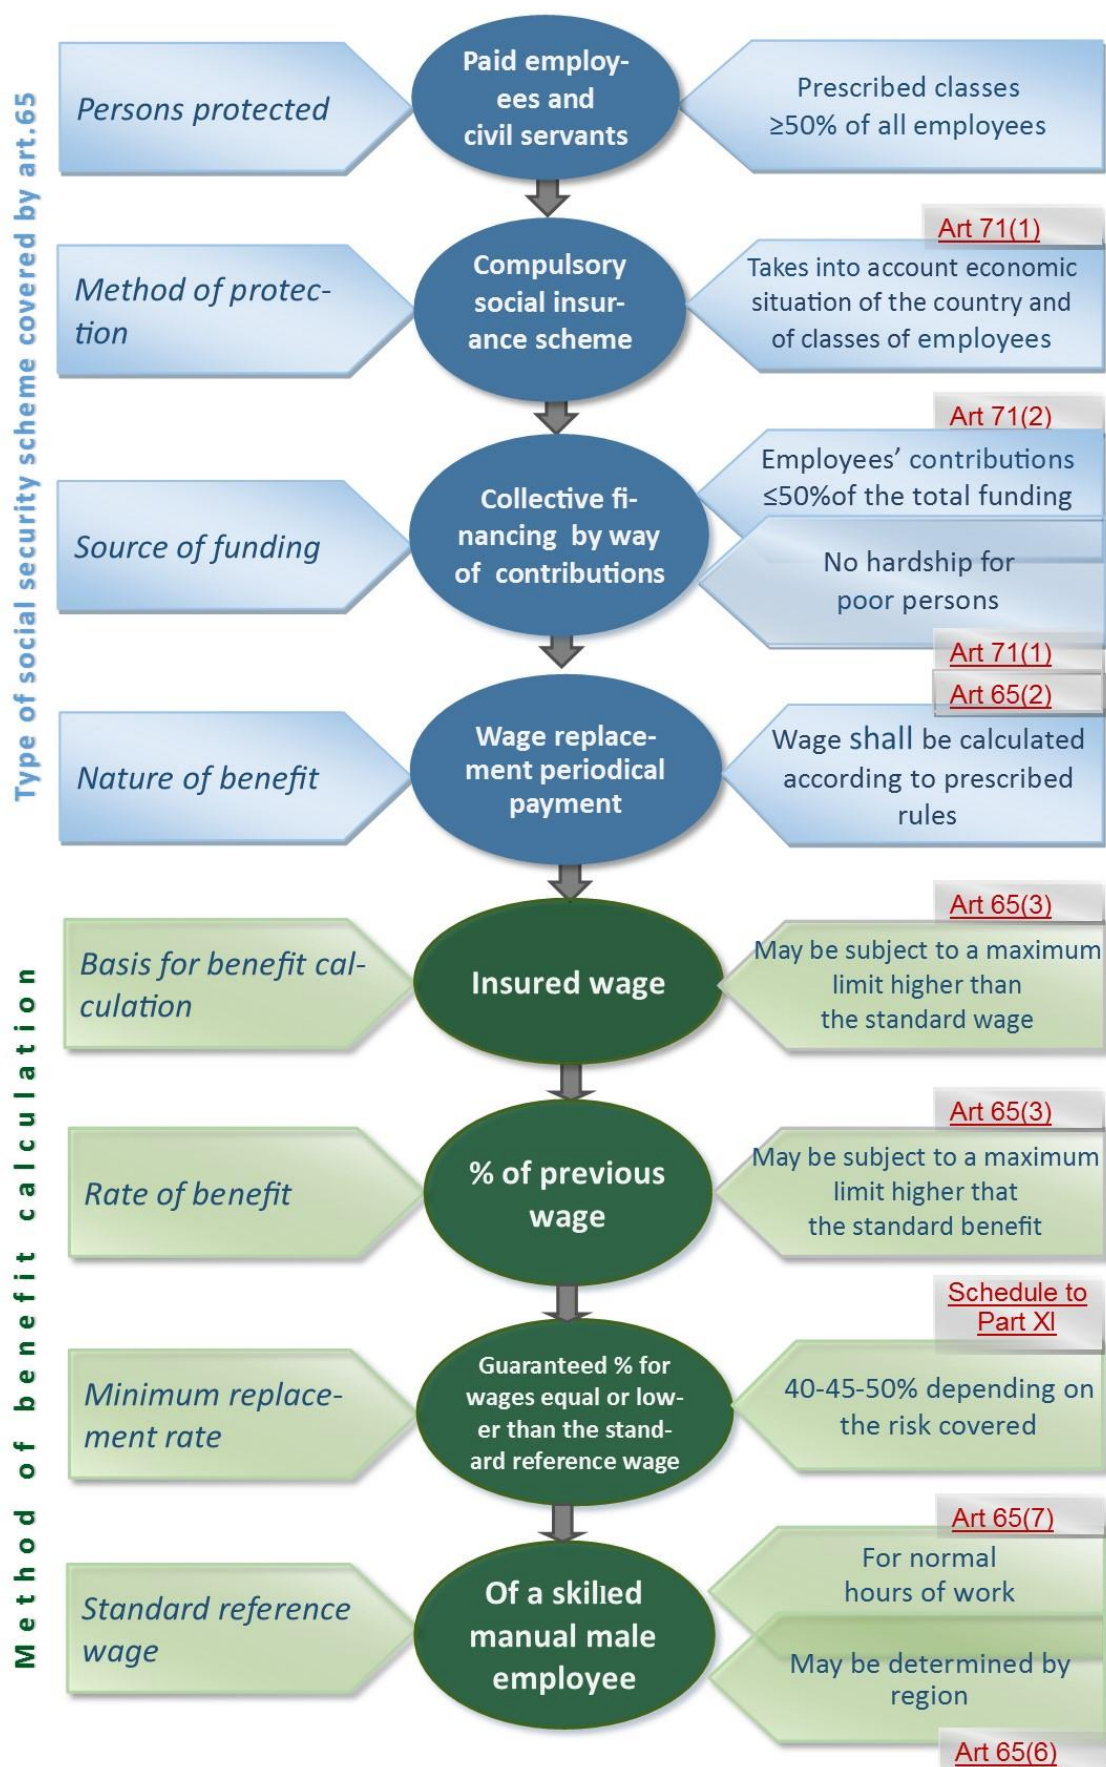 Type of social security scheme covered by art.65
Persons protected
Paid employ-
ees and
civil servants
Prescribed classes
≥50% of all employees
Method of protec-
tion
Compulsory
social insur-
ance scheme
Art 71(1)
Takes into account economic
situation of the country and
of classes of employees
Source of funding
Collective fi-
nancing by way
of contributions
Art 71(2)
Employees’ contributions
≤50%of the total funding
No hardship for
poor persons
Art 71(1)
Nature of benefit
Wage replace-
ment periodical
payment
Art 65(2)
Wage shall be calculated
according to prescribed
rules
Method of benefit calculation
Basis for benefit cal-
culation
Insured wage
Art 65(3)
May be subject to a maximum
limit higher than
the standard wage
Rate of benefit
% of previous
wage
Art 65(3)
May be subject to a maximum
limit higher that
the standard benefit
Minimum replace-
ment rate
Guaranteed % for
wages equal or low-
er than the stand-
ard reference wage
Schedule to
Part XI
40-45-50% depending on
the risk covered
Standard reference
wage
Of a skilled
manual male
employee
Art 65(7)
For normal
hours of work
May be determined by
region
Art 65(6)